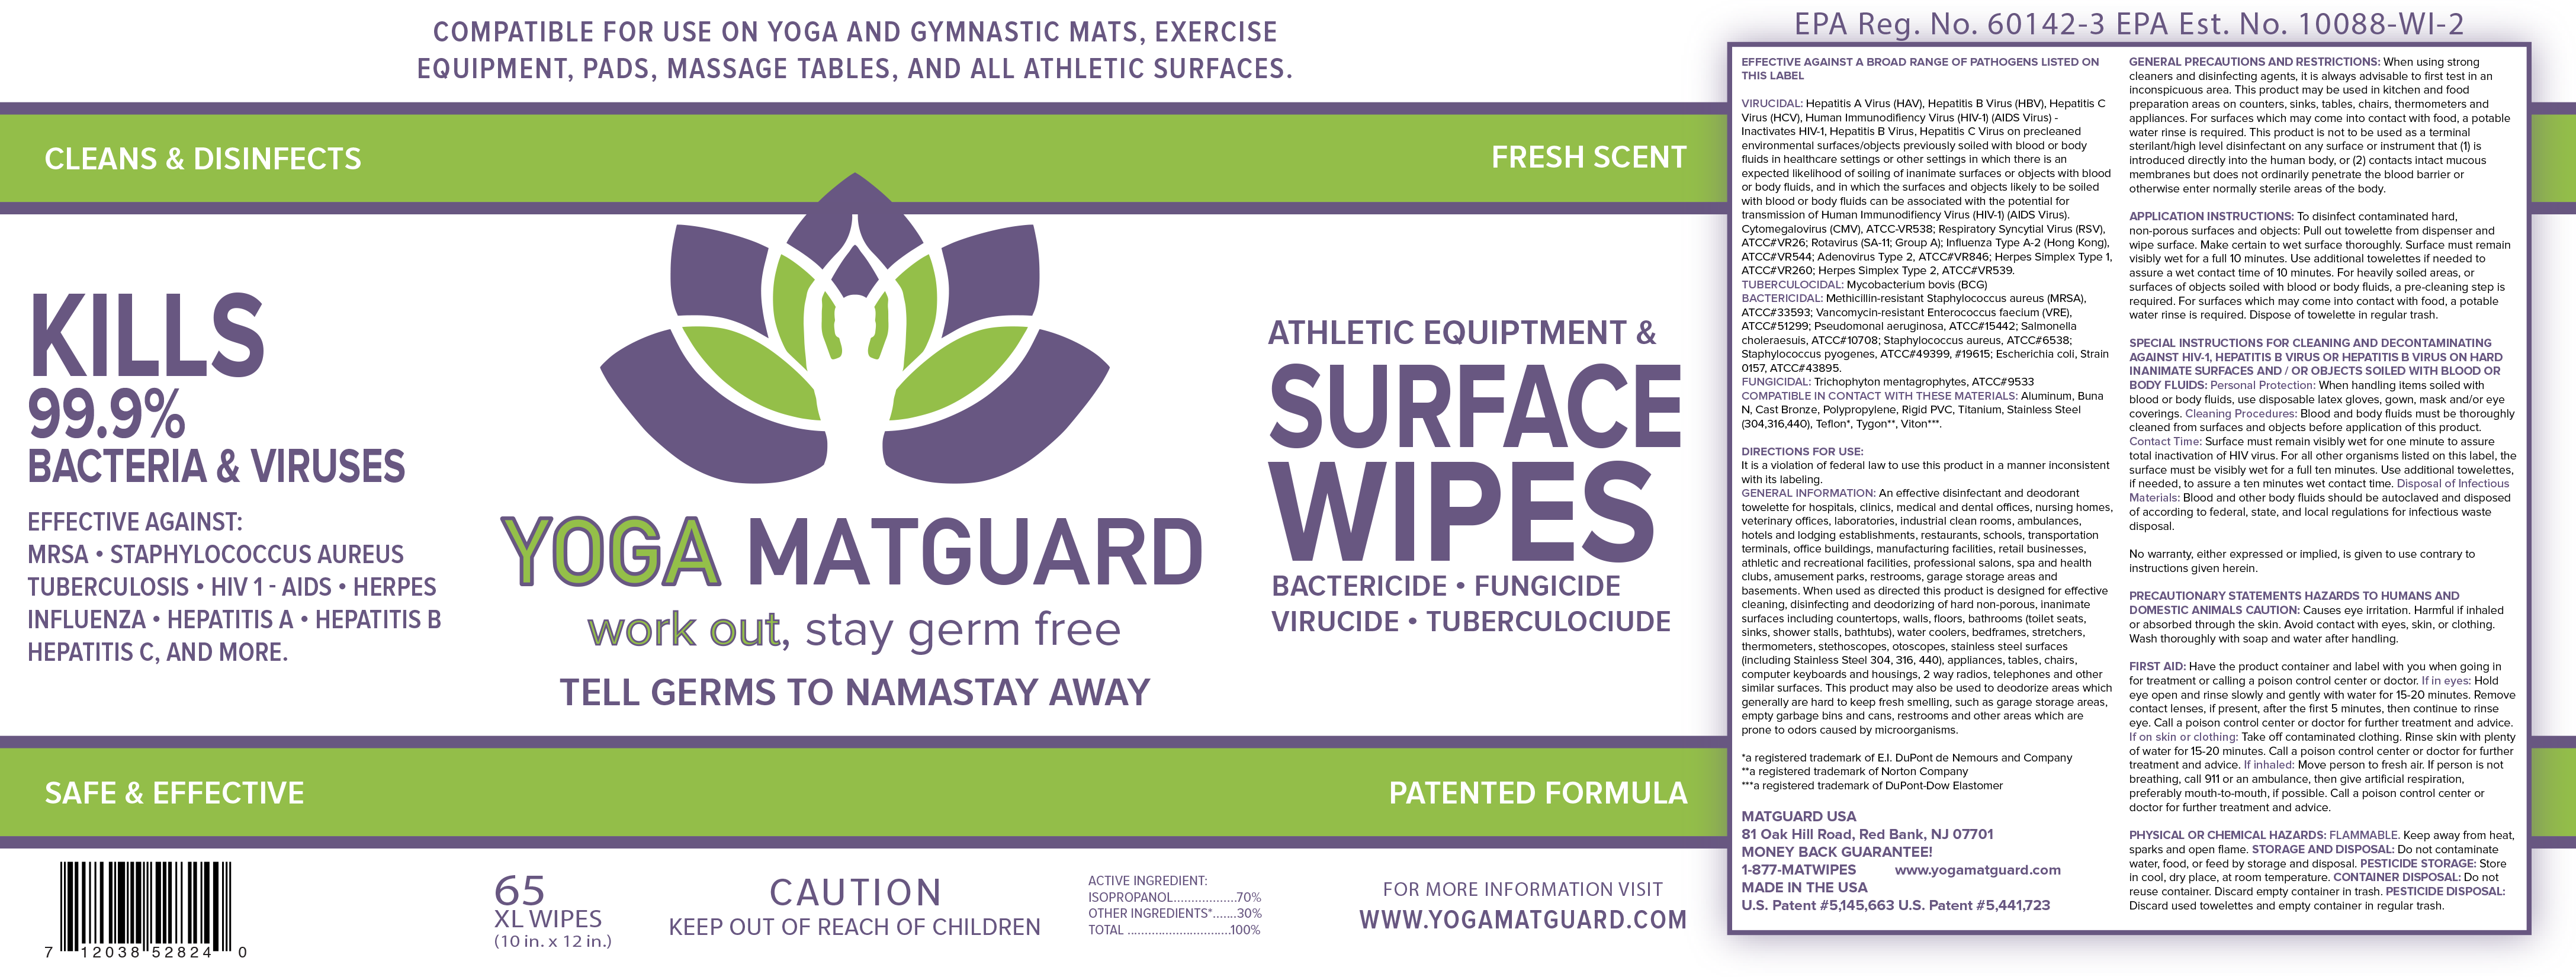 COMPATIBLE FOR USE ON YOGA AND GYMNASTIC MATS, EXERCISE
EQUIPMENT, PADS, MASSAGE TABLES, AND ALL ATHLETIC SURFACES.
CLEANS & DISINFECTS
FRESH SCENT
KILLS
99.9%
BACTERIA & VIRUSES
EFFECTIVE AGAINST:
MRSA • STAPHYLOCOCCUS AUREUS
TUBERCULOSIS • HIV 1 - AIDS • HERPES
INFLUENZA • HEPATITIS A • HEPATITIS B
HEPATITIS C, AND MORE.
YOGA MATGUARD
work out, stay germ free
TELL GERMS TO NAMASTAY AWAY
ATHLETIC EQUIPTMENT &
SURFACE
WIPES
BACTERICIDE • FUNGICIDE
VIRUCIDE • TUBERCULOCIUDE
SAFE & EFFECTIVE
PATENTED FORMULA
7 12038 52824 0
65
XL WIPES
(10 in. x 12 in.)
CAUTION
KEEP OUT OF REACH OF CHILDREN
ACTIVE INGREDIENT:
ISOPROPANOL..................70%
OTHER INGREDIENTS*.......30%
TOTAL ..............................100%
FOR MORE INFORMATION VISIT
WWW.YOGAMATGUARD.COM
EPA Reg. No. 60142-3 EPA Est. No. 10088-WI-2
EFFECTIVE AGAINST A BROAD RANGE OF PATHOGENS LISTED ON
THIS LABEL
VIRUCIDAL: Hepatitis A Virus (HAV), Hepatitis B Virus (HBV), Hepatitis C
Virus (HCV), Human Immunodifiency Virus (HIV-1) (AIDS Virus) -
Inactivates HIV-1, Hepatitis B Virus, Hepatitis C Virus on precleaned
environmental surfaces/objects previously soiled with blood or body
fluids in healthcare settings or other settings in which there is an
expected likelihood of soiling of inanimate surfaces or objects with blood
or body fluids, and in which the surfaces and objects likely to be soiled
with blood or body fluids can be associated with the potential for
transmission of Human Immunodifiency Virus (HIV-1) (AIDS Virus).
Cytomegalovirus (CMV), ATCC-VR538; Respiratory Syncytial Virus (RSV),
ATCC#VR26; Rotavirus (SA-11; Group A); Influenza Type A-2 (Hong Kong),
ATCC#VR544; Adenovirus Type 2, ATCC#VR846; Herpes Simplex Type 1,
ATCC#VR260; Herpes Simplex Type 2, ATCC#VR539.
TUBERCULOCIDAL: Mycobacterium bovis (BCG)
BACTERICIDAL: Methicillin-resistant Staphylococcus aureus (MRSA),
ATCC#33593; Vancomycin-resistant Enterococcus faecium (VRE),
ATCC#51299; Pseudomonal aeruginosa, ATCC#15442; Salmonella
choleraesuis, ATCC#10708; Staphylococcus aureus, ATCC#6538;
Staphylococcus pyogenes, ATCC#49399, #19615; Escherichia coli, Strain
0157, ATCC#43895.
FUNGICIDAL: Trichophyton mentagrophytes, ATCC#9533
COMPATIBLE IN CONTACT WITH THESE MATERIALS: Aluminum, Buna
N, Cast Bronze, Polypropylene, Rigid PVC, Titanium, Stainless Steel
(304,316,440), Teflon*, Tygon**, Viton***.
DIRECTIONS FOR USE:
It is a violation of federal law to use this product in a manner inconsistent
with its labeling.
GENERAL INFORMATION: An effective disinfectant and deodorant
towelette for hospitals, clinics, medical and dental offices, nursing homes,
veterinary offices, laboratories, industrial clean rooms, ambulances,
hotels and lodging establishments, restaurants, schools, transportation
terminals, office buildings, manufacturing facilities, retail businesses,
athletic and recreational facilities, professional salons, spa and health
clubs, amusement parks, restrooms, garage storage areas and
basements. When used as directed this product is designed for effective
cleaning, disinfecting and deodorizing of hard non-porous, inanimate
surfaces including countertops, walls, floors, bathrooms (toilet seats,
sinks, shower stalls, bathtubs), water coolers, bedframes, stretchers,
thermometers, stethoscopes, otoscopes, stainless steel surfaces
(including Stainless Steel 304, 316, 440), appliances, tables, chairs,
computer keyboards and housings, 2 way radios, telephones and other
similar surfaces. This product may also be used to deodorize areas which
generally are hard to keep fresh smelling, such as garage storage areas,
empty garbage bins and cans, restrooms and other areas which are
prone to odors caused by microorganisms.
*a registered trademark of E.I. DuPont de Nemours and Company
**a registered trademark of Norton Company
***a registered trademark of DuPont-Dow Elastomer
MATGUARD USA
81 Oak Hill Road, Red Bank, NJ 07701
MONEY BACK GUARANTEE!
1-877-MATWIPES www.yogamatguard.com
MADE IN THE USA
U.S. Patent #5,145,663 U.S. Patent #5,441,723
GENERAL PRECAUTIONS AND RESTRICTIONS: When using strong
cleaners and disinfecting agents, it is always advisable to first test in an
inconspicuous area. This product may be used in kitchen and food
preparation areas on counters, sinks, tables, chairs, thermometers and
appliances. For surfaces which may come into contact with food, a potable
water rinse is required. This product is not to be used as a terminal
sterilant/high level disinfectant on any surface or instrument that (1) is
introduced directly into the human body, or (2) contacts intact mucous
membranes but does not ordinarily penetrate the blood barrier or
otherwise enter normally sterile areas of the body.
APPLICATION INSTRUCTIONS: To disinfect contaminated hard,
non-porous surfaces and objects: Pull out towelette from dispenser and
wipe surface. Make certain to wet surface thoroughly. Surface must remain
visibly wet for a full 10 minutes. Use additional towelettes if needed to
assure a wet contact time of 10 minutes. For heavily soiled areas, or
surfaces of objects soiled with blood or body fluids, a pre-cleaning step is
required. For surfaces which may come into contact with food, a potable
water rinse is required. Dispose of towelette in regular trash.
SPECIAL INSTRUCTIONS FOR CLEANING AND DECONTAMINATING
AGAINST HIV-1, HEPATITIS B VIRUS OR HEPATITIS B VIRUS ON HARD
INANIMATE SURFACES AND / OR OBJECTS SOILED WITH BLOOD OR
BODY FLUIDS: Personal Protection: When handling items soiled with
blood or body fluids, use disposable latex gloves, gown, mask and/or eye
coverings. Cleaning Procedures: Blood and body fluids must be thoroughly
cleaned from surfaces and objects before application of this product.
Contact Time: Surface must remain visibly wet for one minute to assure
total inactivation of HIV virus. For all other organisms listed on this label, the
surface must be visibly wet for a full ten minutes. Use additional towelettes,
if needed, to assure a ten minutes wet contact time. Disposal of Infectious
Materials: Blood and other body fluids should be autoclaved and disposed
of according to federal, state, and local regulations for infectious waste
disposal.
No warranty, either expressed or implied, is given to use contrary to
instructions given herein.
PRECAUTIONARY STATEMENTS HAZARDS TO HUMANS AND
DOMESTIC ANIMALS CAUTION: Causes eye irritation. Harmful if inhaled
or absorbed through the skin. Avoid contact with eyes, skin, or clothing.
Wash thoroughly with soap and water after handling.
FIRST AID: Have the product container and label with you when going in
for treatment or calling a poison control center or doctor. If in eyes: Hold
eye open and rinse slowly and gently with water for 15-20 minutes. Remove
contact lenses, if present, after the first 5 minutes, then continue to rinse
eye. Call a poison control center or doctor for further treatment and advice.
If on skin or clothing: Take off contaminated clothing. Rinse skin with plenty
of water for 15-20 minutes. Call a poison control center or doctor for further
treatment and advice. If inhaled: Move person to fresh air. If person is not
breathing, call 911 or an ambulance, then give artificial respiration,
preferably mouth-to-mouth, if possible. Call a poison control center or
doctor for further treatment and advice.
PHYSICAL OR CHEMICAL HAZARDS: FLAMMABLE. Keep away from heat,
sparks and open flame. STORAGE AND DISPOSAL: Do not contaminate
water, food, or feed by storage and disposal. PESTICIDE STORAGE: Store
in cool, dry place, at room temperature. CONTAINER DISPOSAL: Do not
reuse container. Discard empty container in trash. PESTICIDE DISPOSAL:
Discard used towelettes and empty container in regular trash.